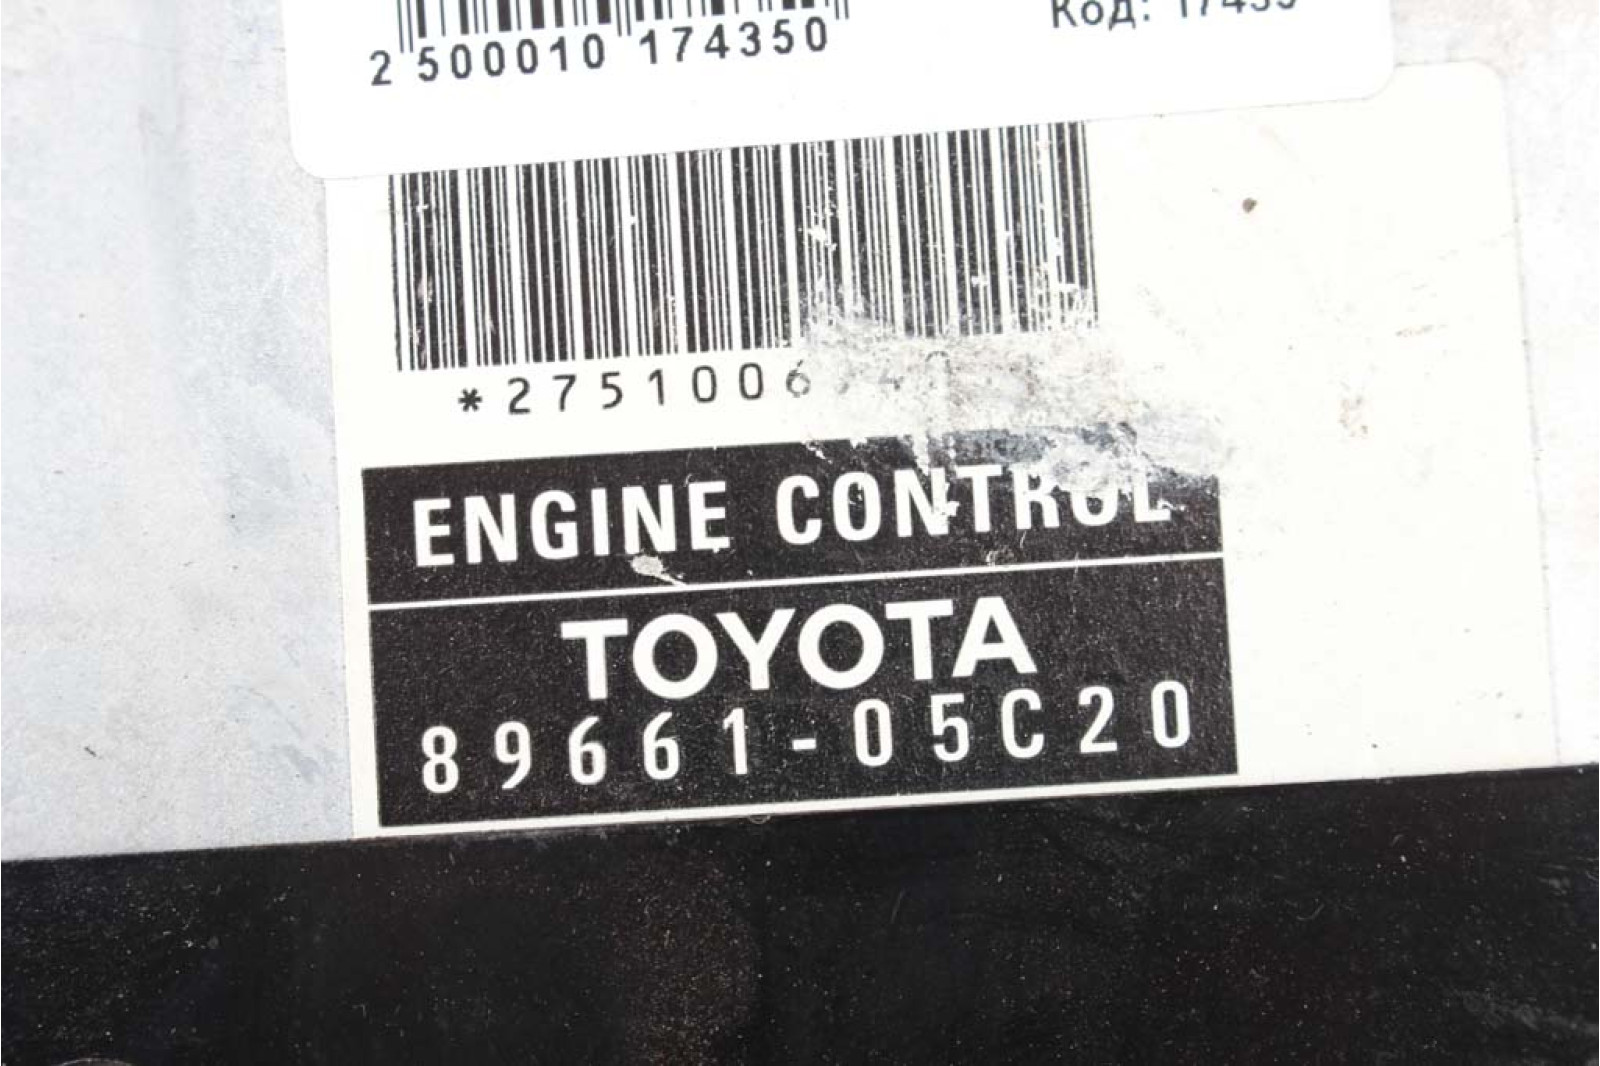 2 500010 174350
Код: 17435
*2751006
ENGINE CONTROL
TOYOTA
89661-05C20